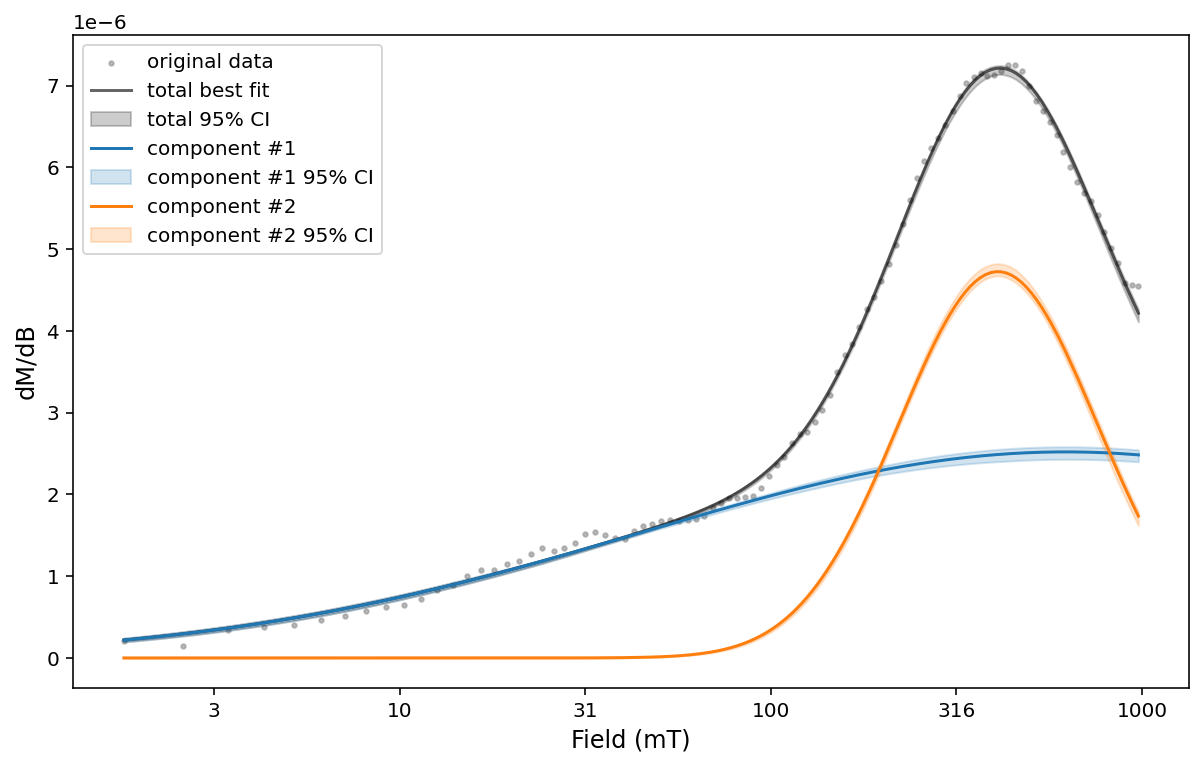 1e−6
original data
total best fit
total 95% CI
component #1
component #1 95% CI
component #2
component #2 95% CI
7
6
5
4
3
2
1
0
dM/dB
3 10 31 100 316 1000
Field (mT)